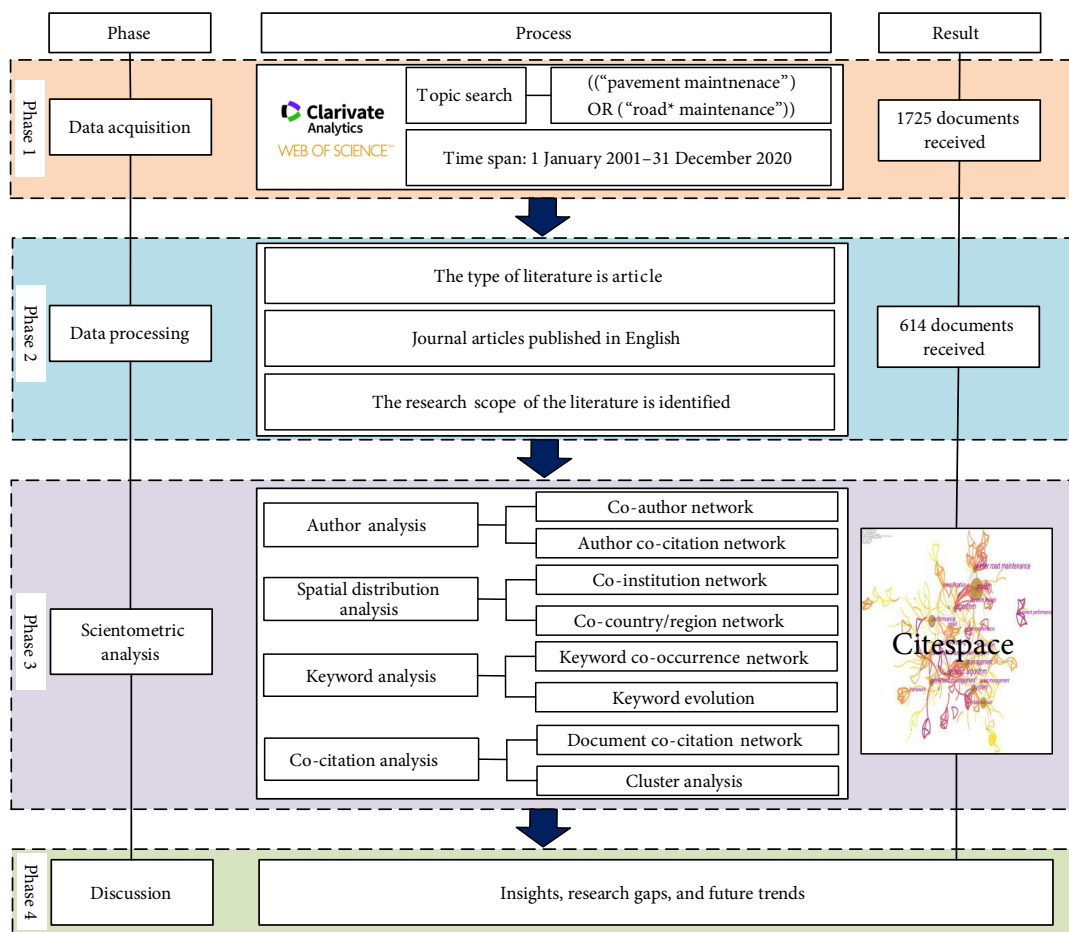 Phase
Process
Result
Phase 1
Data acquisition
Clarivate
Analytics
WEB OF SCIENCE™
Topic search
((“pavement maintnenace”)
OR (“road* maintenance”))
Time span: 1 January 2001–31 December 2020
1725 documents
received
Phase 2
Data processing
The type of literature is article
Journal articles published in English
The research scope of the literature is identified
614 documents
received
Phase 3
Scientometric
analysis
Author analysis
Co-author network
Author co-citation network
Spatial distribution
analysis
Co-institution network
Co-country/region network
Keyword analysis
Keyword co-occurrence network
Keyword evolution
Co-citation analysis
Document co-citation network
Cluster analysis
road maintenance
model
algorithm
Citespace
Phase 4
Discussion
Insights, research gaps, and future trends